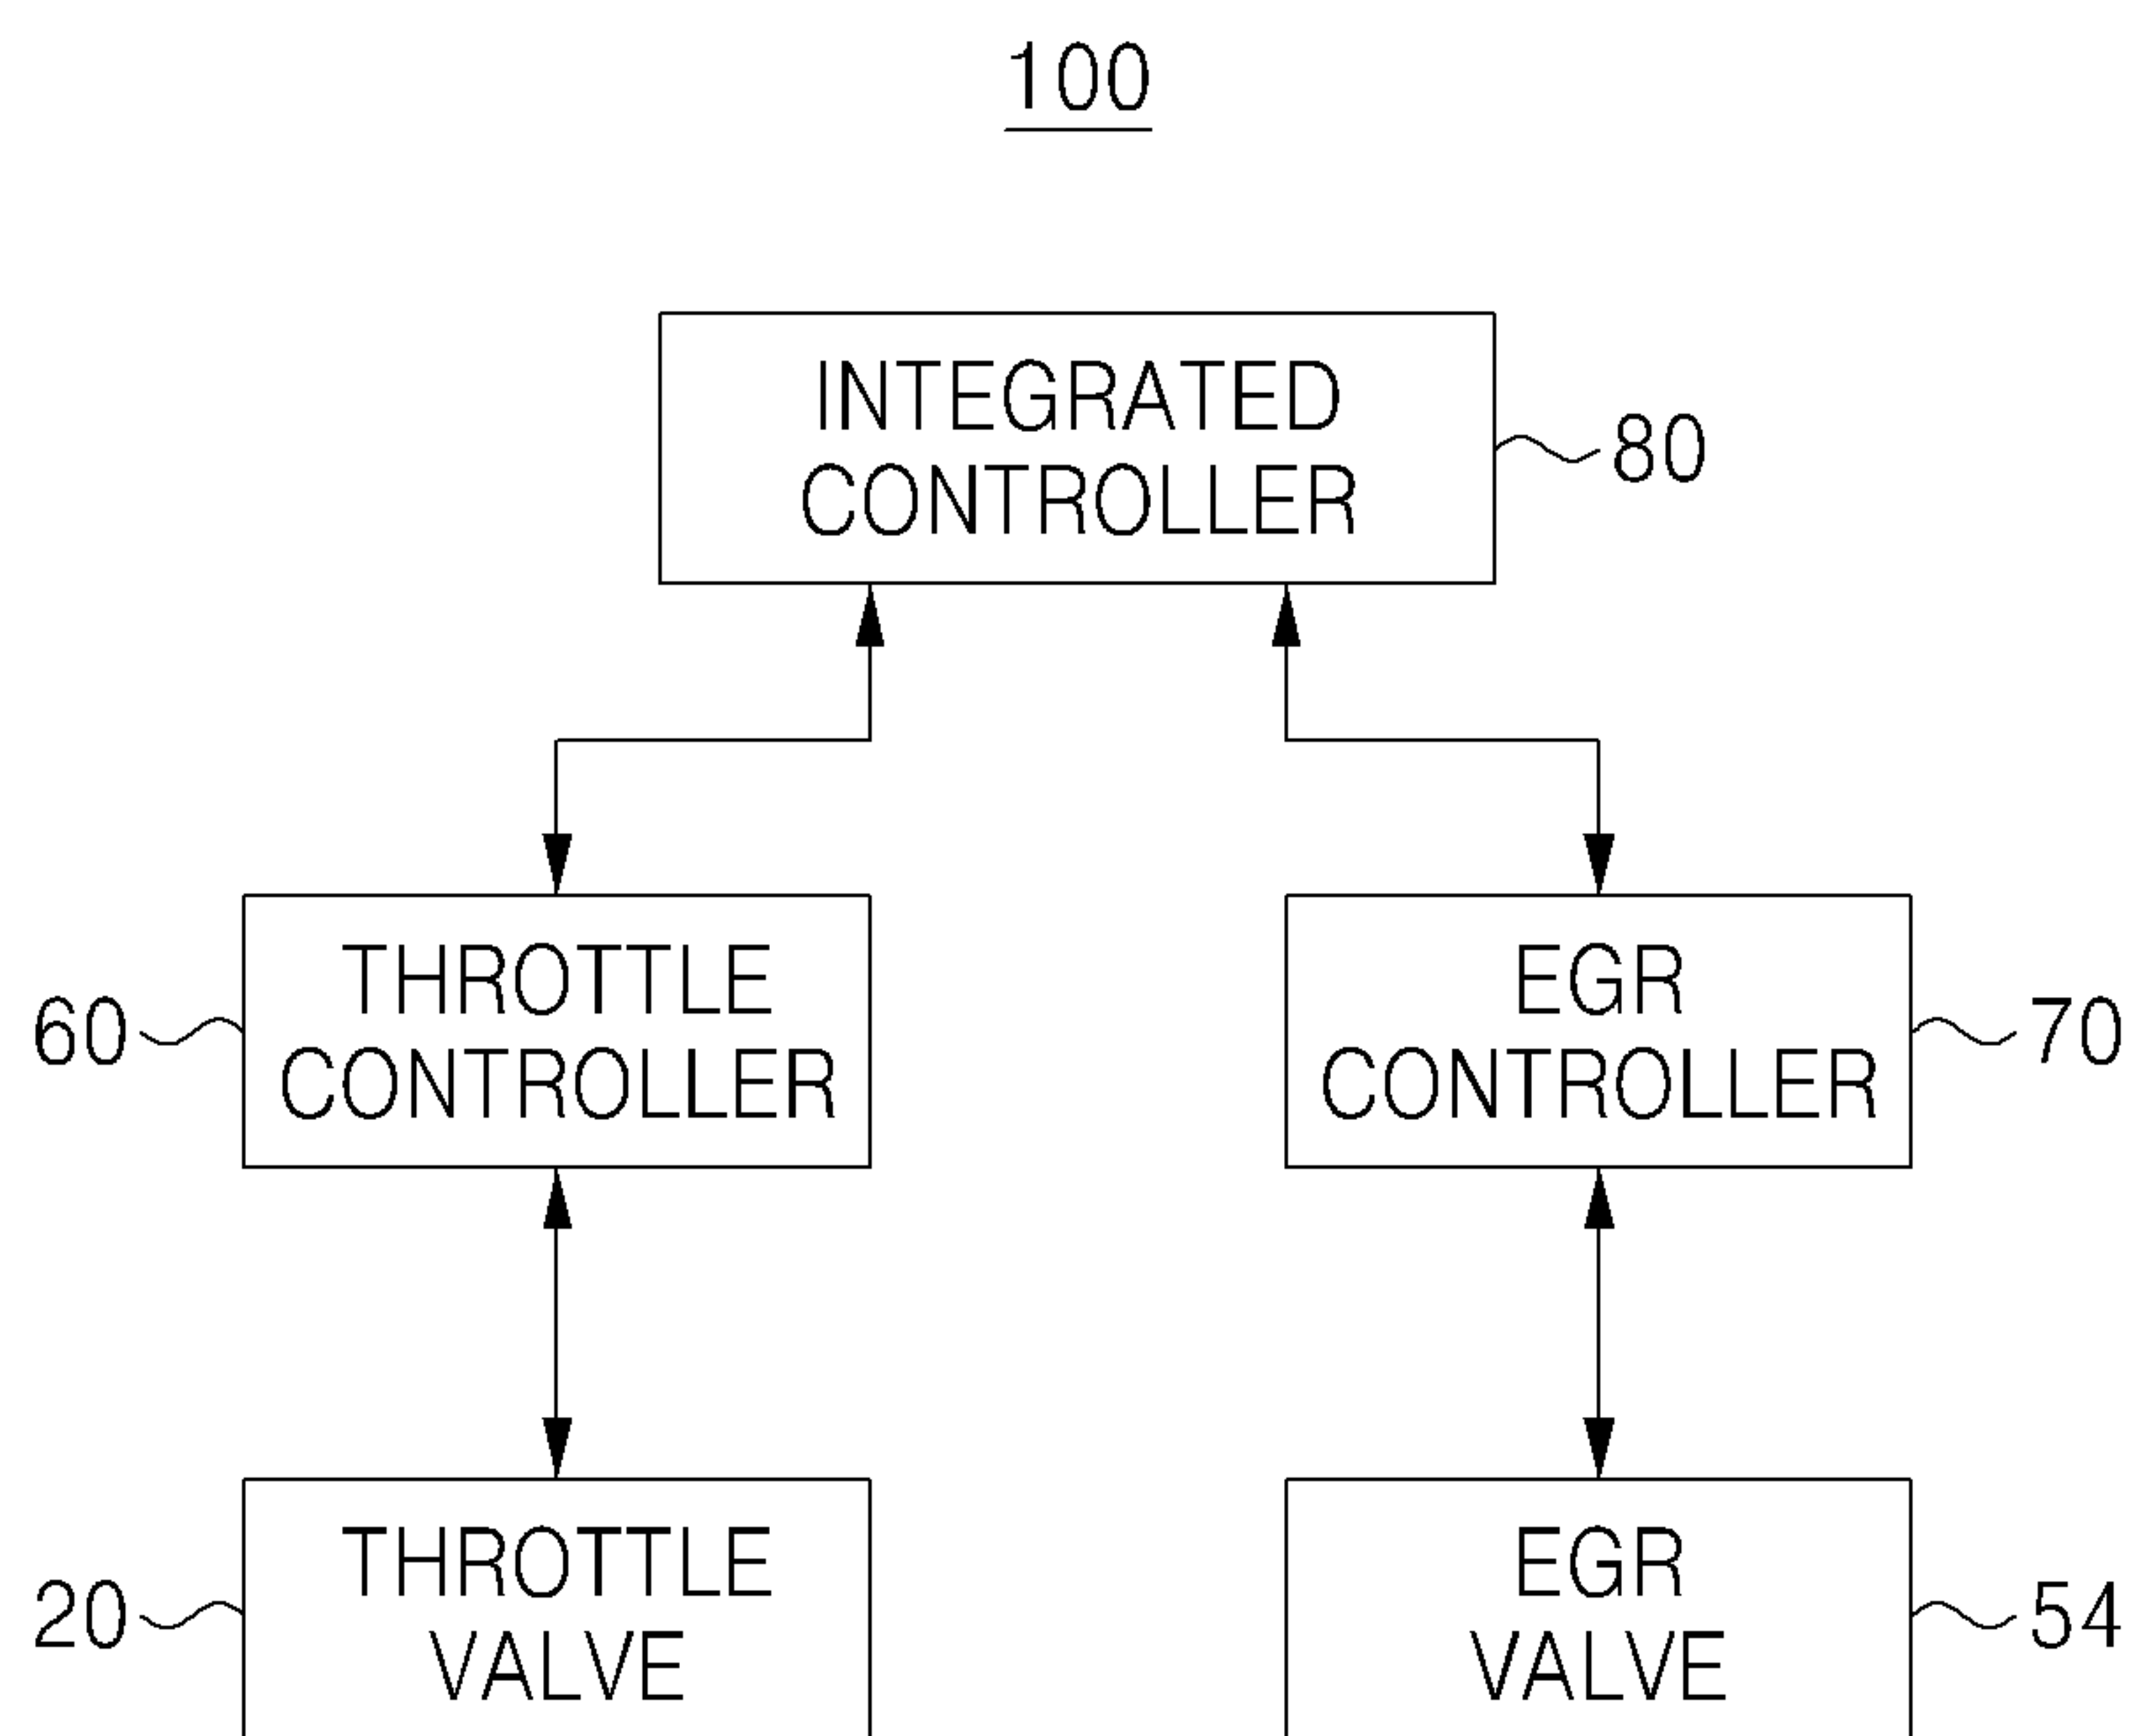 100
INTEGRATED
CONTROLLER
80
THROTTLE
CONTROLLER
60
EGR
CONTROLLER
70
THROTTLE
VALVE
20
EGR
VALVE
54